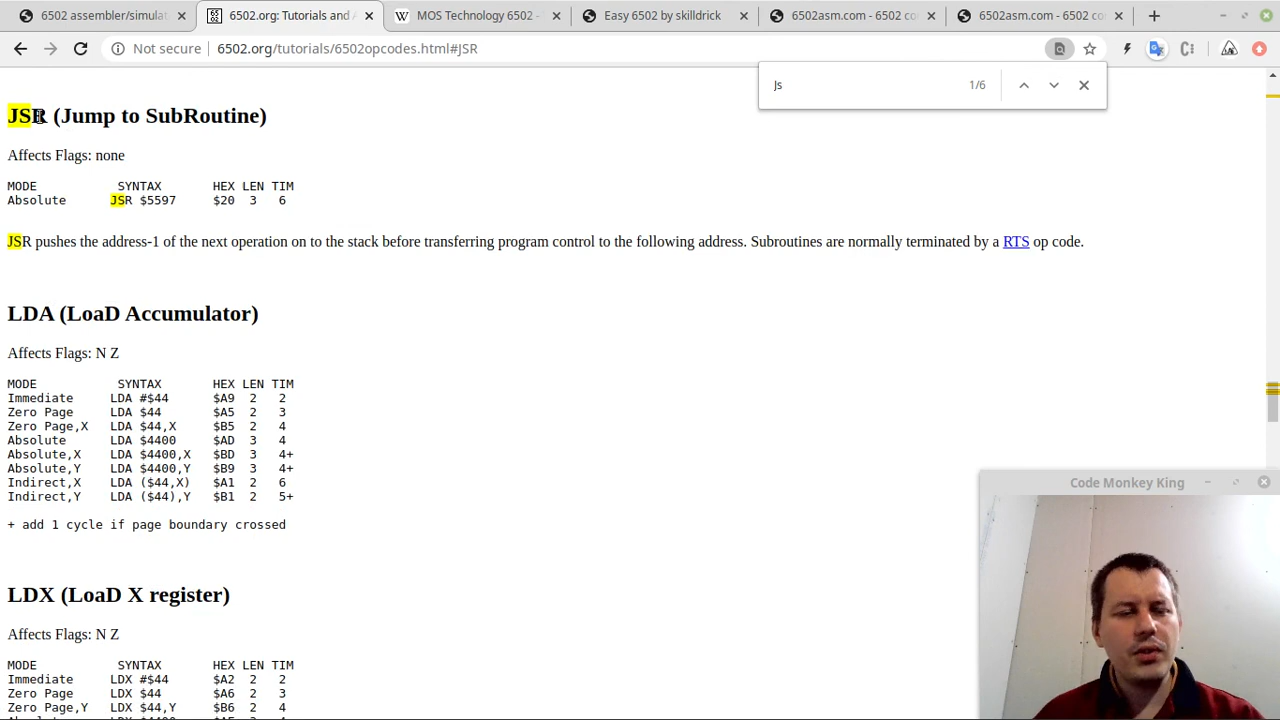 6502 assembler/simulat
6502.org: Tutorials and A
MOS Technology 6502 -
Easy 6502 by skilldrick
6502asm.com - 6502 co
6502asm.com - 6502 co
Not secure
6502.org/tutorials/6502opcodes.html#JSR
Js
1/6
JSR (Jump to SubRoutine)
Affects Flags: none
MODE SYNTAX HEX LEN TIM
Absolute JSR $5597 $20 3 6
JSR pushes the address-1 of the next operation on to the stack before transferring program control to the following address. Subroutines are normally terminated by a RTS op code.
LDA (LoaD Accumulator)
Affects Flags: N Z
MODE SYNTAX HEX LEN TIM
Immediate LDA #$44 $A9 2 2
Zero Page LDA $44 $A5 2 3
Zero Page,X LDA $44,X $B5 2 4
Absolute LDA $4400 $AD 3 4
Absolute,X LDA $4400,X $BD 3 4+
Absolute,Y LDA $4400,Y $B9 3 4+
Indirect,X LDA ($44,X) $A1 2 6
Indirect,Y LDA ($44),Y $B1 2 5+
+ add 1 cycle if page boundary crossed
Code Monkey King
LDX (LoaD X register)
Affects Flags: N Z
MODE SYNTAX HEX LEN TIM
Immediate LDX #$44 $A2 2 2
Zero Page LDX $44 $A6 2 3
Zero Page,Y LDX $44,Y $B6 2 4